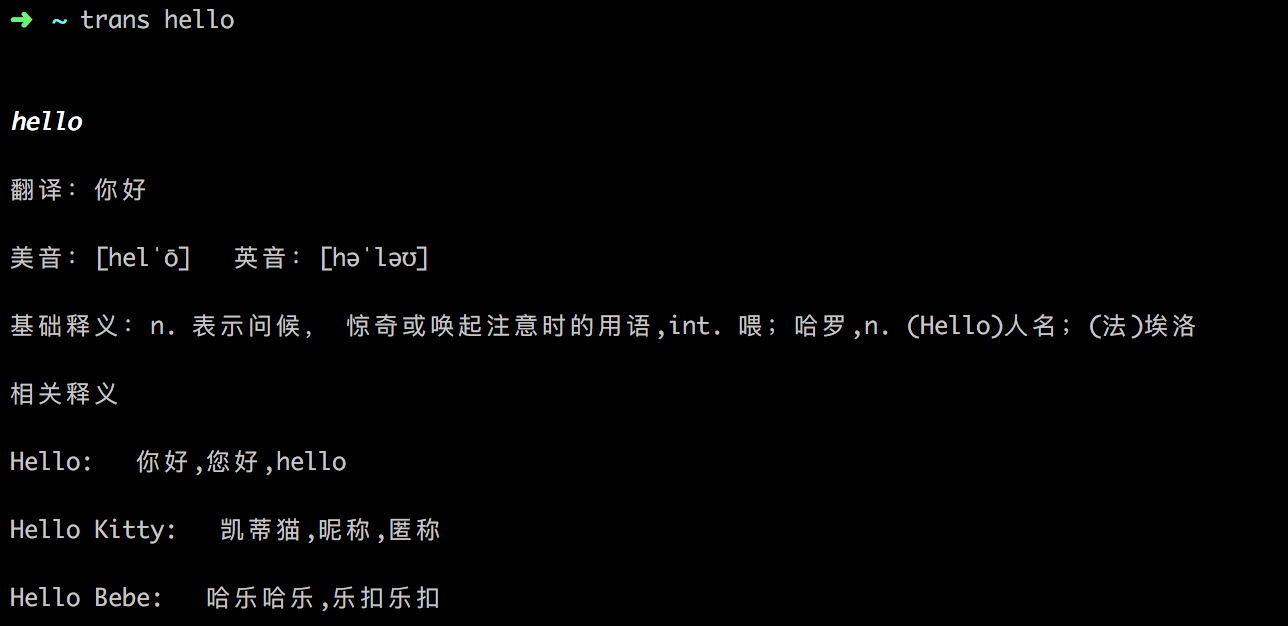 ➜ ~ trans hello
hello
翻译：你好
美音：[helˈō] 英音：[həˈləʊ]
基础释义：n. 表示问候， 惊奇或唤起注意时的用语,int. 喂；哈罗,n. (Hello)人名；(法)埃洛
相关释义
Hello: 你好,您好,hello
Hello Kitty: 凯蒂猫,昵称,匿称
Hello Bebe: 哈乐哈乐,乐扣乐扣